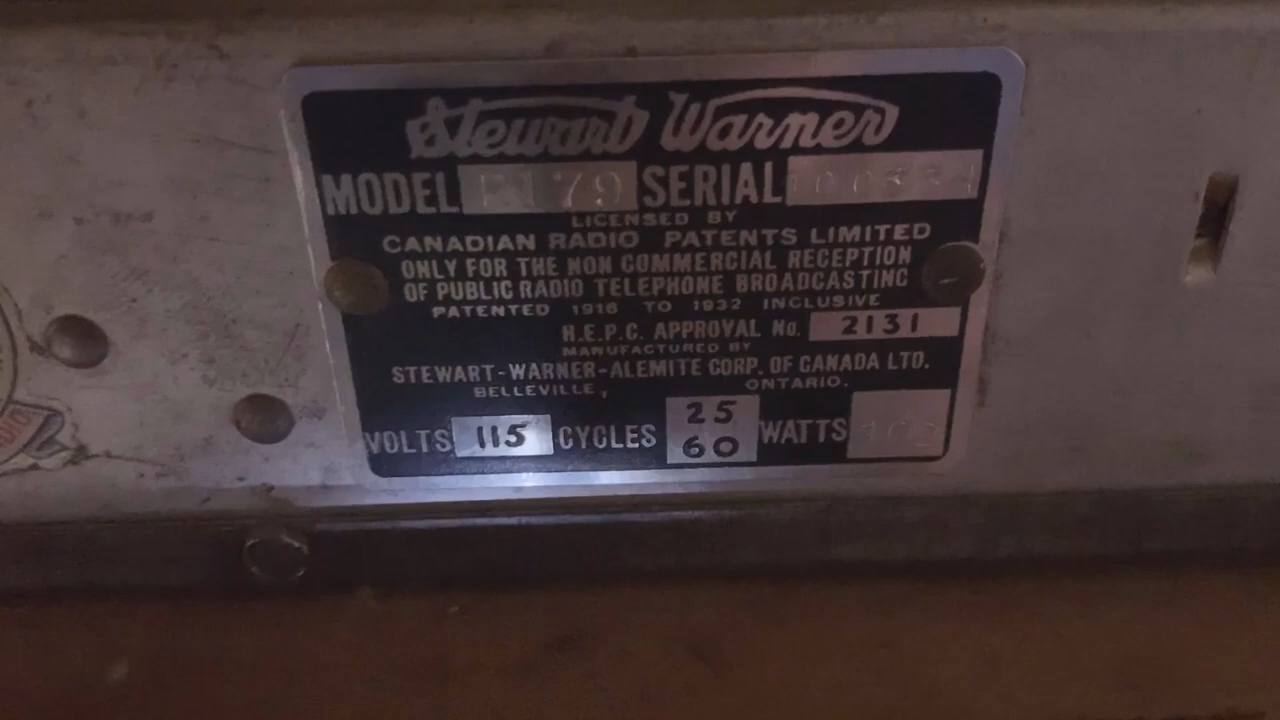 Stewart Warner
MODEL R179 SERIAL
LICENSED BY
CANADIAN RADIO PATENTS LIMITED
ONLY FOR THE NON COMMERCIAL RECEPTION
OF PUBLIC RADIO TELEPHONE BROADCASTING
PATENTED 1916 TO 1932 INCLUSIVE
H.E.P.C. APPROVAL No. 2131
MANUFACTURED BY
STEWART-WARNER-ALEMITE CORP. OF CANADA LTD.
BELLEVILLE, ONTARIO.
VOLTS 115 CYCLES 25 60 WATTS